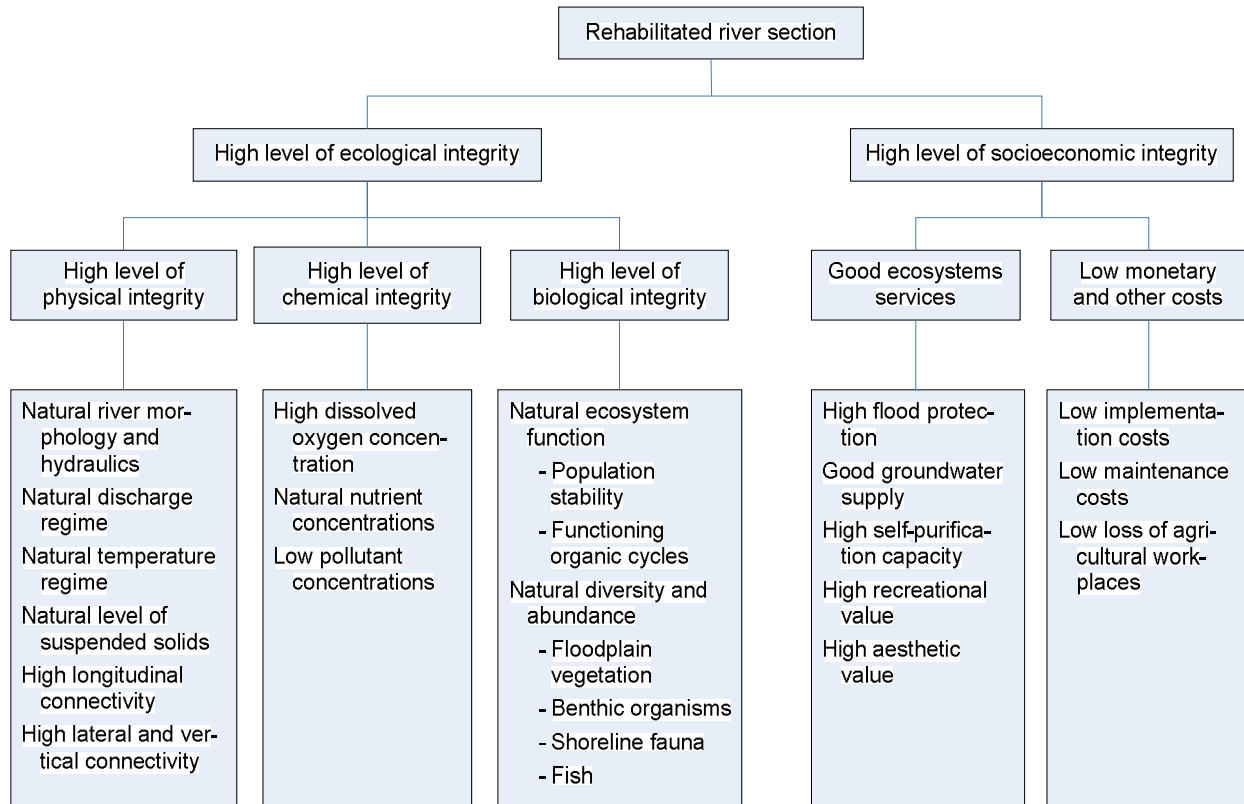 Rehabilitated river section
High level of ecological integrity
High level of socioeconomic integrity
High level of
physical integrity
High level of
chemical integrity
High level of
biological integrity
Good ecosystems
services
Low monetary
and other costs
Natural river mor-
phology and
hydraulics
Natural discharge
regime
Natural temperature
regime
Natural level of
suspended solids
High longitudinal
connectivity
High lateral and ver-
tical connectivity
High dissolved
oxygen concen-
tration
Natural nutrient
concentrations
Low pollutant
concentrations
Natural ecosystem
function
- Population
stability
- Functioning
organic cycles
Natural diversity and
abundance
- Floodplain
vegetation
- Benthic organisms
- Shoreline fauna
- Fish
High flood protec-
tion
Good groundwater
supply
High self-purifica-
tion capacity
High recreational
value
High aesthetic
value
Low implementa-
tion costs
Low maintenance
costs
Low loss of agri-
cultural work-
places